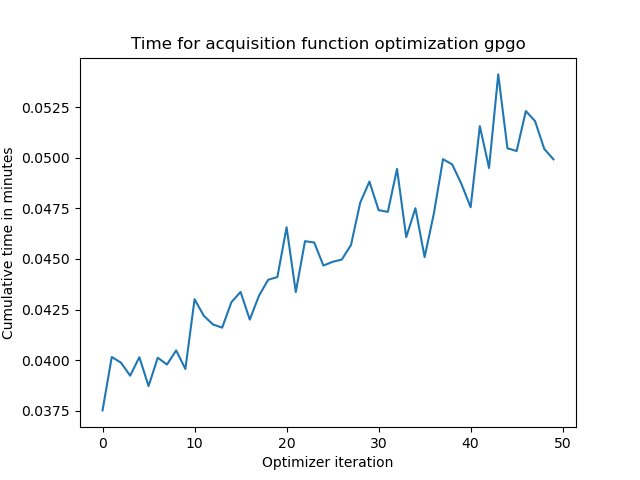 Time for acquisition function optimization gpgo
0.0525
0.0500
0.0475
0.0450
0.0425
0.0400
0.0375
Cumulative time in minutes
0 10 20 30 40 50
Optimizer iteration